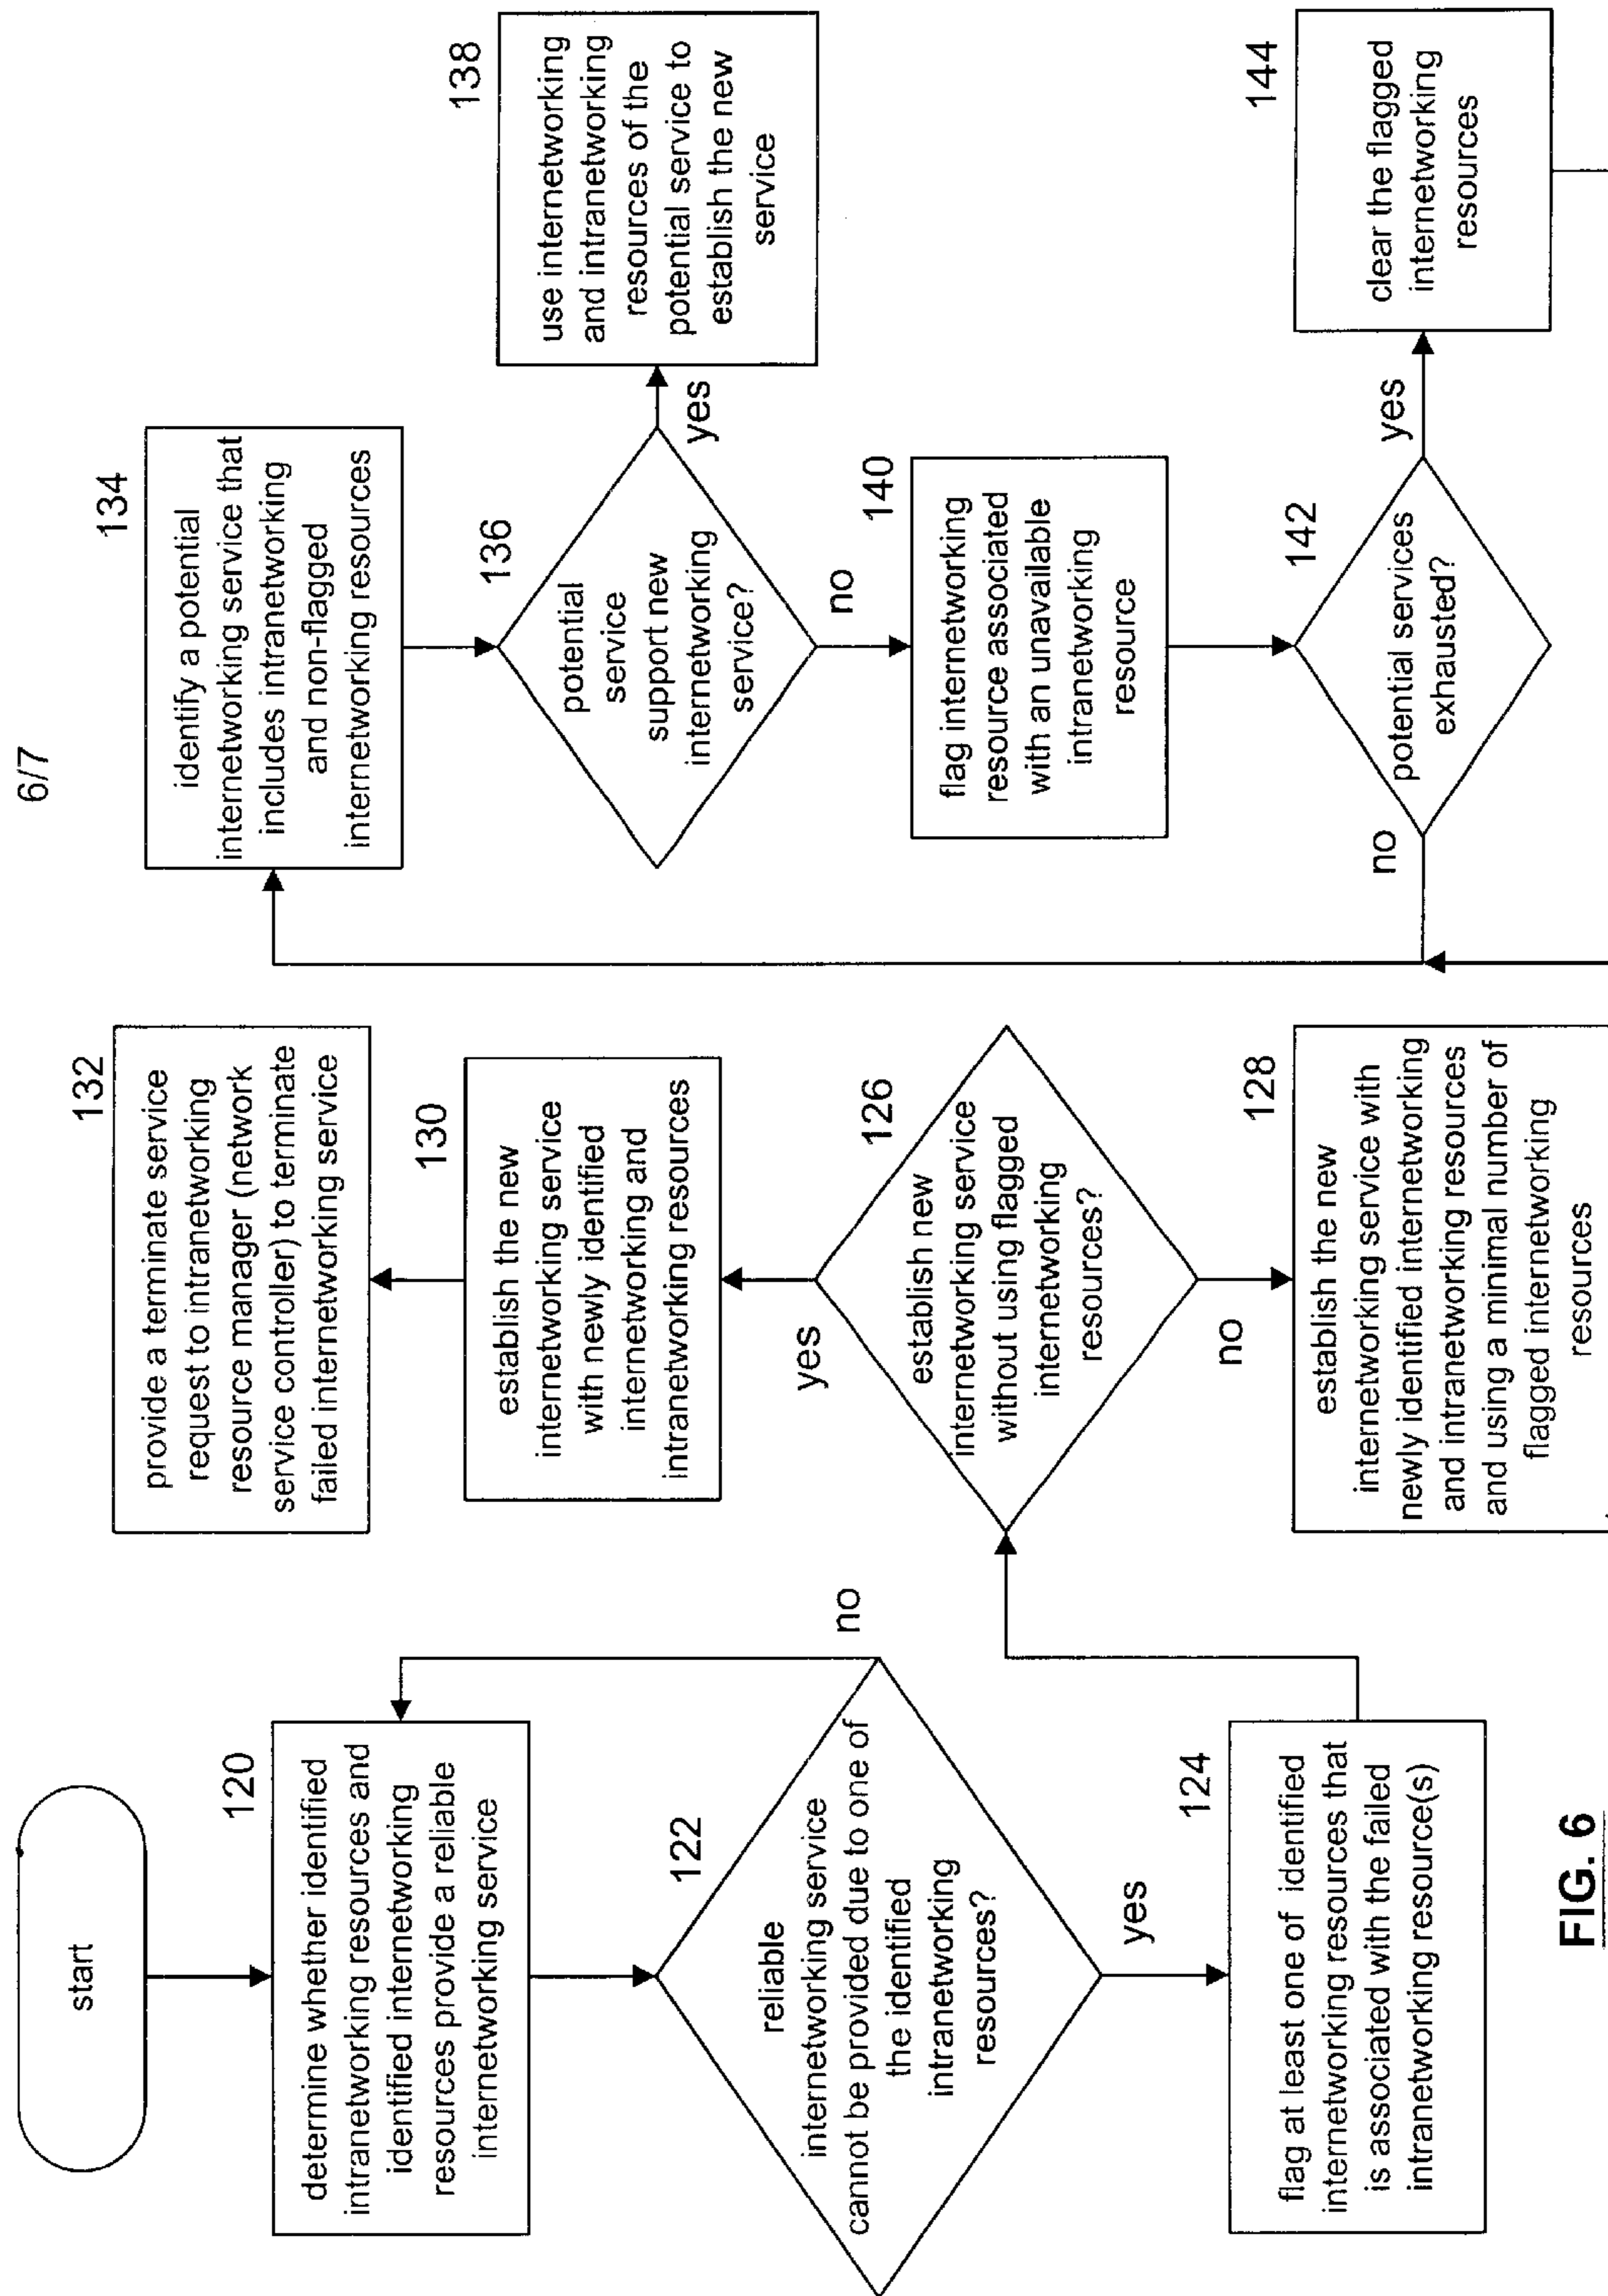 6/7
start
120
determine whether identified
intranetworking resources and
identified internetworking
resources provide a reliable
internetworking service
122
reliable
internetworking service
cannot be provided due to one of
the identified
intranetworking
resources?
no
yes
124
flag at least one of identified
internetworking resources that
is associated with the failed
intranetworking resource(s)
132
provide a terminate service
request to intranetworking
resource manager (network
service controller) to terminate
failed internetworking service
130
establish the new
internetworking service
with newly identified
internetworking and
intranetworking resources
yes
126
establish new
internetworking service
without using flagged
internetworking
resources?
no
128
establish the new
internetworking service with
newly identified internetworking
and intranetworking resources
and using a minimal number of
flagged internetworking
resources
134
identify a potential
internetworking service that
includes intranetworking
and non-flagged
internetworking resources
136
potential
service
support new
internetworking
service?
yes
138
use internetworking
and intranetworking
resources of the
potential service to
establish the new
service
no
140
flag internetworking
resource associated
with an unavailable
intranetworking
resource
142
potential services
exhausted?
no
yes
144
clear the flagged
internetworking
resources
FIG. 6